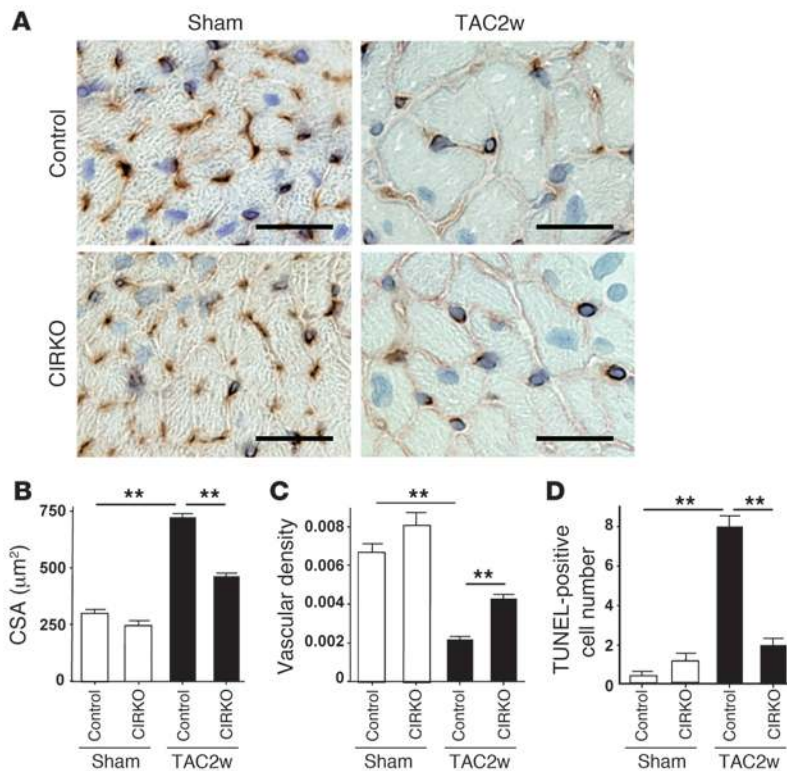 A
Sham
TAC2w
Control
CIRKO
B
CSA (μm²)
750
500
250
0
**
**
Control
CIRKO
Control
CIRKO
Sham
TAC2w
C
Vascular density
0.008
0.006
0.004
0.002
**
**
Control
CIRKO
Control
CIRKO
Sham
TAC2w
D
TUNEL-positive
cell number
8
6
4
2
0
**
**
Control
CIRKO
Control
CIRKO
Sham
TAC2w